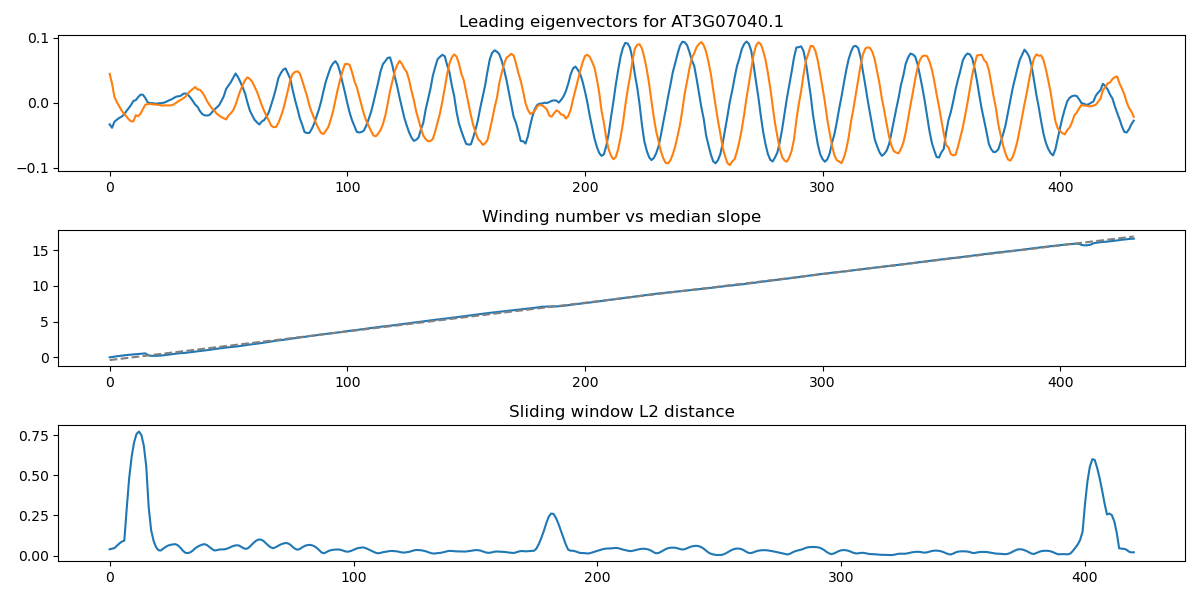 Leading eigenvectors for AT3G07040.1
0.1
0.0
−0.1
0 100 200 300 400
Winding number vs median slope
15
10
5
0
0 100 200 300 400
Sliding window L2 distance
0.75
0.50
0.25
0.00
0 100 200 300 400